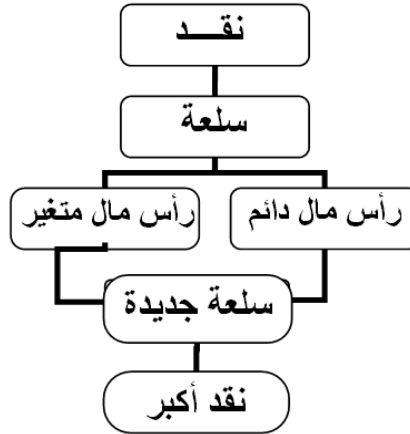 نقـــد
سلعة
رأس مال دائم
رأس مال متغير
سلعة جديدة
نقد أكبر